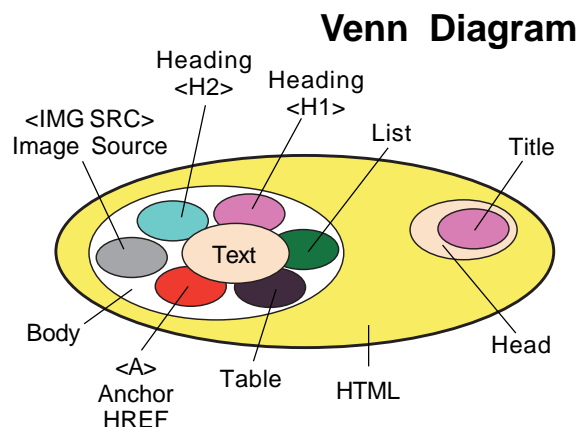 Venn Diagram
Heading
<H2>
Heading
<H1>
<IMG SRC>
Image Source
List
Title
Text
Body
Head
<A>
Anchor
HREF
Table
HTML